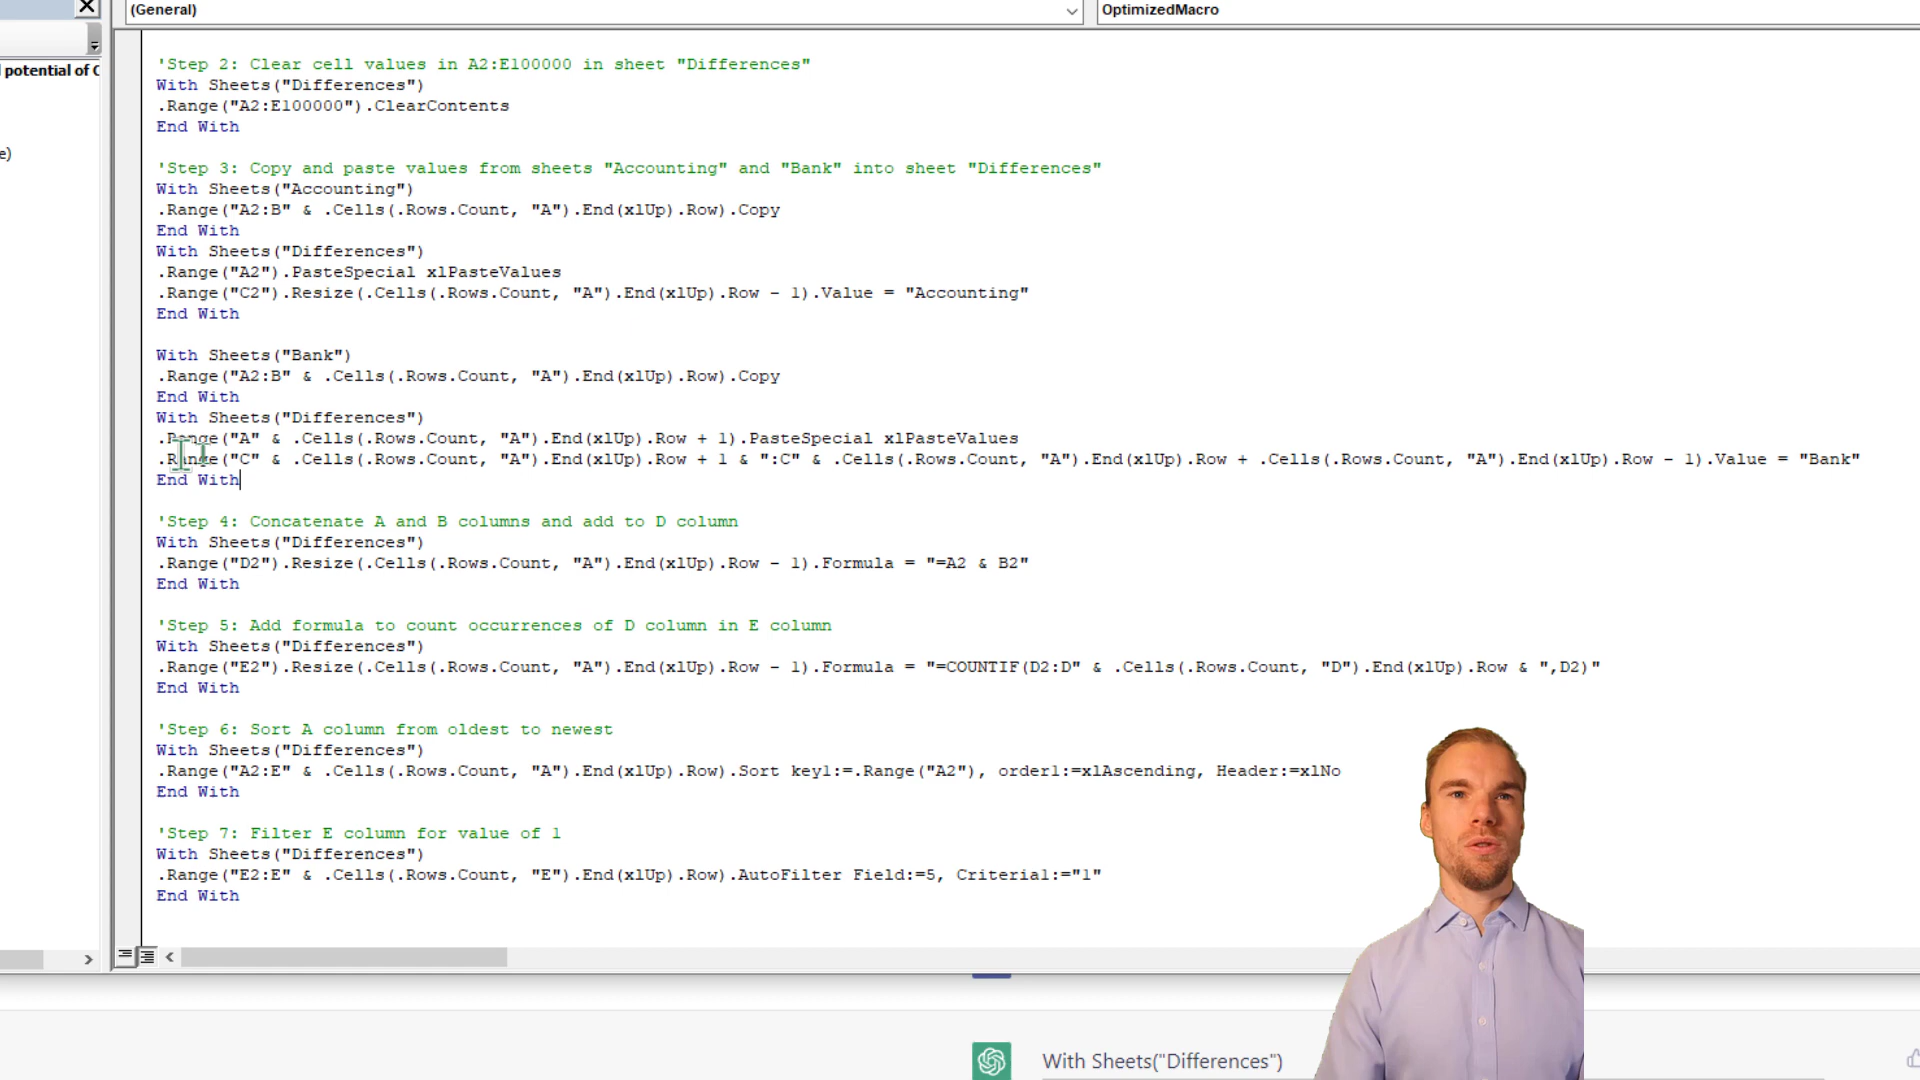 (General)
OptimizedMacro
potential of C
e)
'Step 2: Clear cell values in A2:E100000 in sheet "Differences"
With Sheets("Differences")
.Range("A2:E100000").ClearContents
End With
'Step 3: Copy and paste values from sheets "Accounting" and "Bank" into sheet "Differences"
With Sheets("Accounting")
.Range("A2:B" & .Cells(.Rows.Count, "A").End(xlUp).Row).Copy
End With
With Sheets("Differences")
.Range("A2").PasteSpecial xlPasteValues
.Range("C2").Resize(.Cells(.Rows.Count, "A").End(xlUp).Row - 1).Value = "Accounting"
End With
With Sheets("Bank")
.Range("A2:B" & .Cells(.Rows.Count, "A").End(xlUp).Row).Copy
End With
With Sheets("Differences")
.Range("A" & .Cells(.Rows.Count, "A").End(xlUp).Row + 1).PasteSpecial xlPasteValues
.Range("C" & .Cells(.Rows.Count, "A").End(xlUp).Row + 1 & ":C" & .Cells(.Rows.Count, "A").End(xlUp).Row + .Cells(.Rows.Count, "A").End(xlUp).Row - 1).Value = "Bank"
End With
'Step 4: Concatenate A and B columns and add to D column
With Sheets("Differences")
.Range("D2").Resize(.Cells(.Rows.Count, "A").End(xlUp).Row - 1).Formula = "=A2 & B2"
End With
'Step 5: Add formula to count occurrences of D column in E column
With Sheets("Differences")
.Range("E2").Resize(.Cells(.Rows.Count, "A").End(xlUp).Row - 1).Formula = "=COUNTIF(D2:D" & .Cells(.Rows.Count, "D").End(xlUp).Row & ",D2)"
End With
'Step 6: Sort A column from oldest to newest
With Sheets("Differences")
.Range("A2:E" & .Cells(.Rows.Count, "A").End(xlUp).Row).Sort key1:=.Range("A2"), order1:=xlAscending, Header:=xlNo
End With
'Step 7: Filter E column for value of 1
With Sheets("Differences")
.Range("E2:E" & .Cells(.Rows.Count, "E").End(xlUp).Row).AutoFilter Field:=5, Criteria1:="1"
End With
With Sheets("Differences")